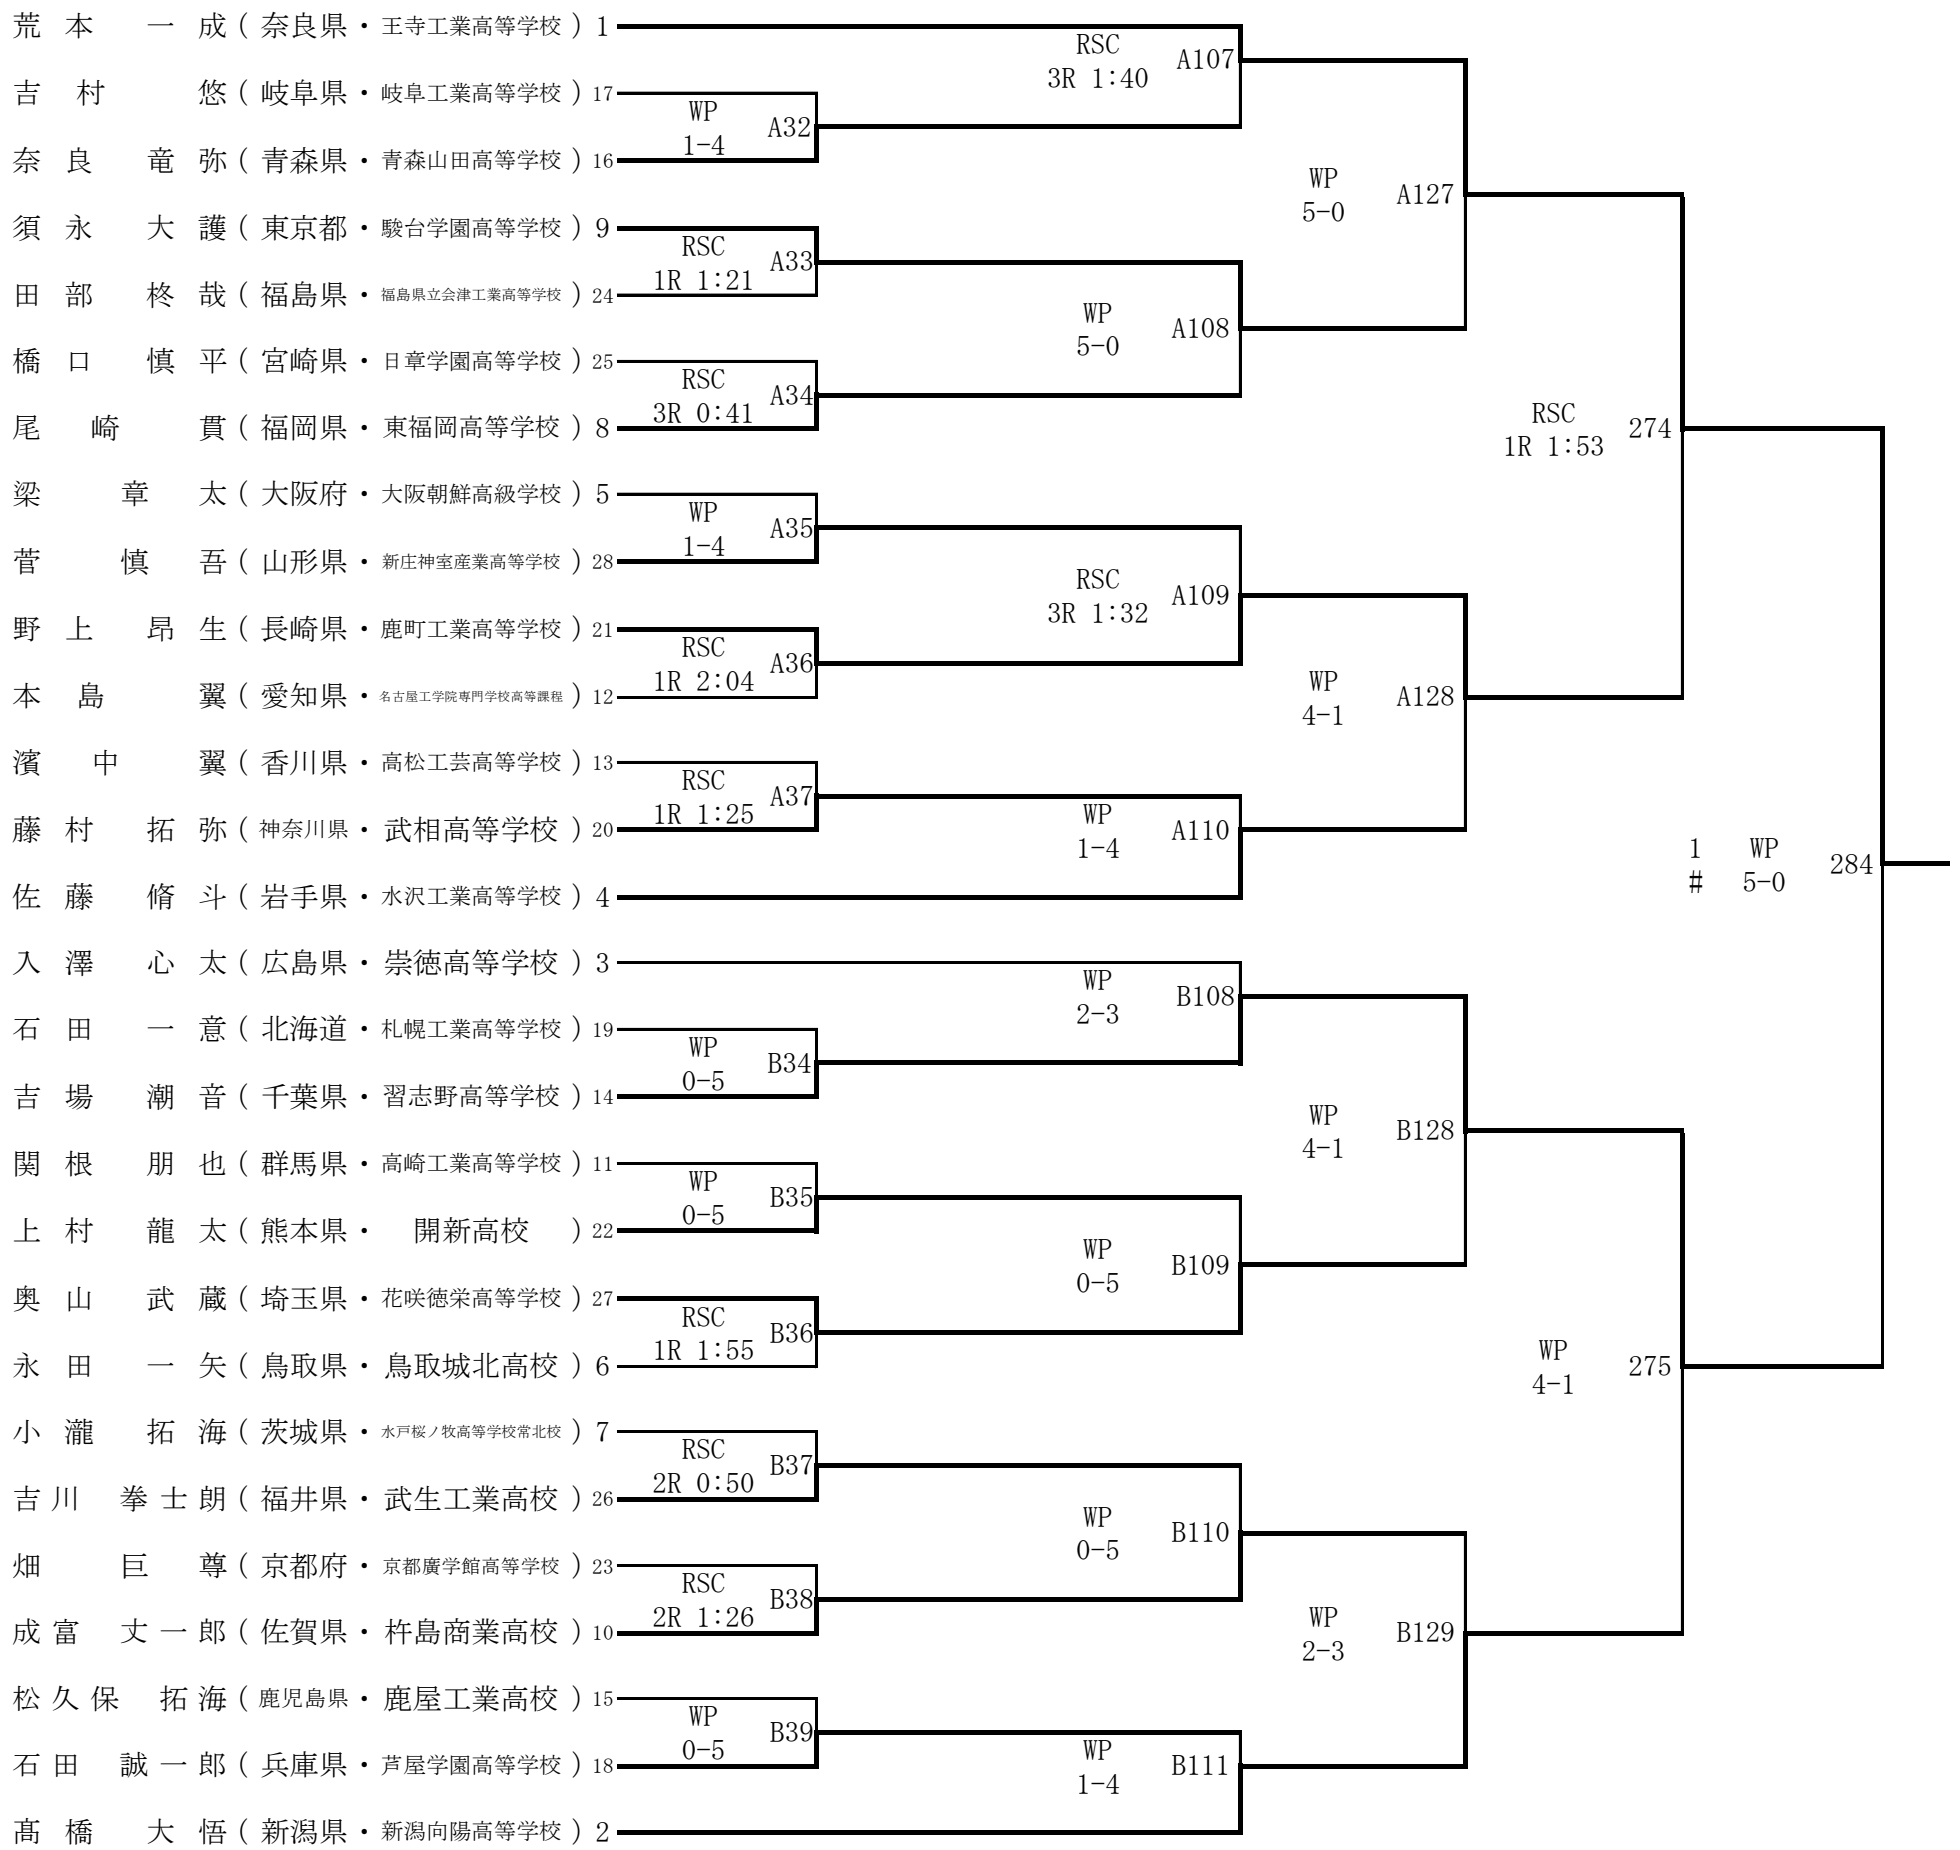 荒本 一成(奈良県・王寺工業高等学校)1
RSC
A107
3R 1:40
吉村 悠(岐阜県・岐阜工業高等学校)17
WP
A32
1-4
奈良 竜弥(青森県・青森山田高等学校)16
WP
A127
5-0
須永 大護(東京都・駿台学園高等学校)9
RSC
A33
1R 1:21
田部 柊哉(福島県・福島県立会津工業高等学校)24
WP
A108
5-0
橋口 慎平(宮崎県・日章学園高等学校)25
RSC
A34
3R 0:41
尾崎 貫(福岡県・東福岡高等学校)8
RSC
274
1R 1:53
梁 章太(大阪府・大阪朝鮮高級学校)5
WP
A35
1-4
菅 慎吾(山形県・新庄神室産業高等学校)28
RSC
A109
3R 1:32
野上 昂生(長崎県・鹿町工業高等学校)21
RSC
A36
1R 2:04
本島 翼(愛知県・名古屋工学院専門学校高等課程)12
WP
A128
4-1
濱中 翼(香川県・高松工芸高等学校)13
RSC
A37
1R 1:25
藤村 拓弥(神奈川県・武相高等学校)20
WP
A110
1-4
1 WP
284
# 5-0
佐藤 脩斗(岩手県・水沢工業高等学校)4
入澤 心太(広島県・崇徳高等学校)3
WP
B108
2-3
石田 一意(北海道・札幌工業高等学校)19
WP
B34
0-5
吉場 潮音(千葉県・習志野高等学校)14
WP
B128
4-1
関根 朋也(群馬県・高崎工業高等学校)11
WP
B35
0-5
上村 龍太(熊本県・ 開新高校 )22
WP
B109
0-5
奥山 武蔵(埼玉県・花咲徳栄高等学校)27
RSC
B36
1R 1:55
永田 一矢(鳥取県・鳥取城北高校)6
WP
275
4-1
小瀧 拓海(茨城県・水戸桜ノ牧高等学校常北校)7
RSC
B37
2R 0:50
吉川 拳士朗(福井県・武生工業高校)26
WP
B110
0-5
畑 巨尊(京都府・京都廣学館高等学校)23
RSC
B38
2R 1:26
成富 丈一郎(佐賀県・杵島商業高校)10
WP
B129
2-3
松久保 拓海(鹿児島県・鹿屋工業高校)15
WP
B39
0-5
石田 誠一郎(兵庫県・芦屋学園高等学校)18
WP
B111
1-4
髙橋 大悟(新潟県・新潟向陽高等学校)2